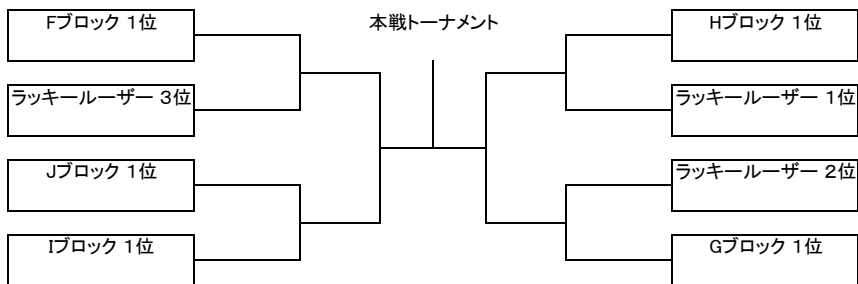 本戦トーナメント
Fブロック 1位
ラッキールーザー 3位
Jブロック 1位
Iブロック 1位
Hブロック 1位
ラッキールーザー 1位
ラッキールーザー 2位
Gブロック 1位